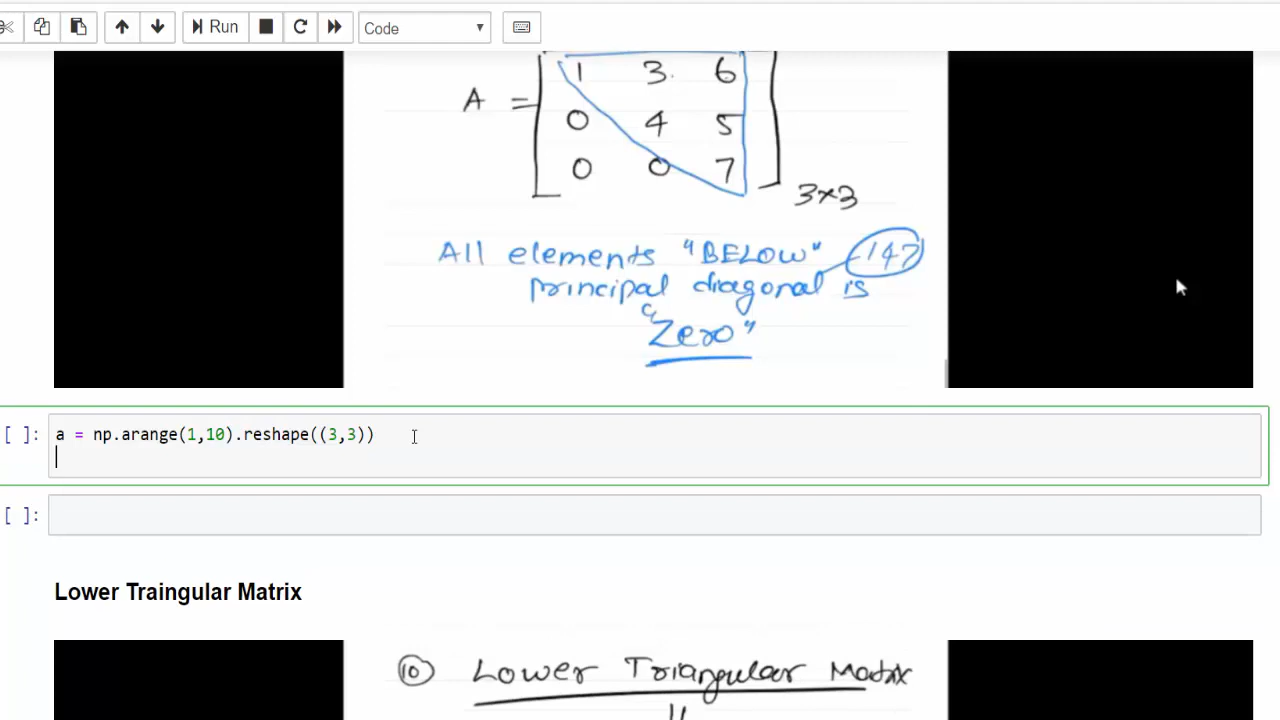 Run
Code
1 3 6
A = 0 4 5
0 0 7
3×3
All elements "BELOW" 147
principal diagonal is
"Zero"
[ ]: a = np.arange(1,10).reshape((3,3))
[ ]:
Lower Traingular Matrix
10 Lower Triangular Matrix